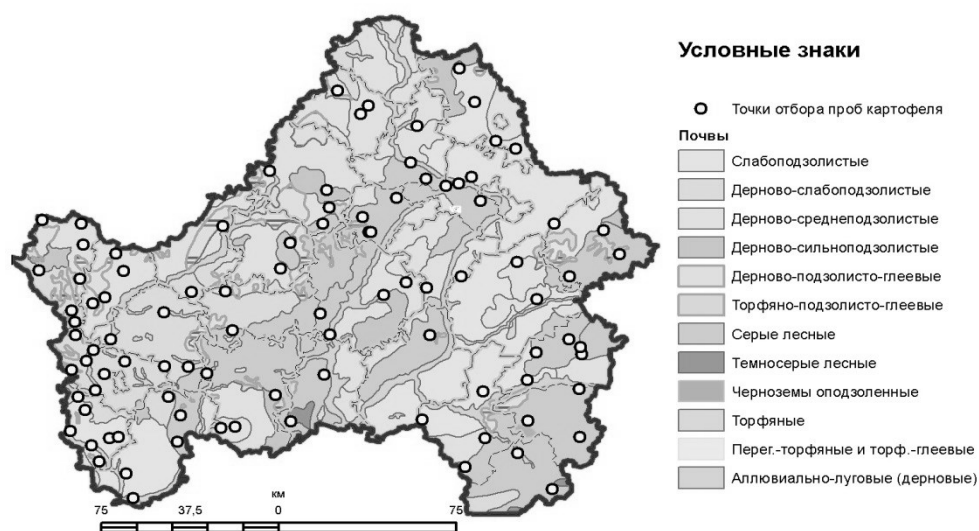 Условные знаки
Точки отбора проб картофеля
Почвы
Слабоподзолистые
Дерново-слабоподзолистые
Дерново-среднеподзолистые
Дерново-сильноподзолистые
Дерново-подзолисто-глеевые
Торфяно-подзолисто-глеевые
Серые лесные
Темносерые лесные
Черноземы оподзоленные
Торфяные
Перег.-торфяные и торф.-глеевые
Аллювиально-луговые (дерновые)
км
75 37,5 0 75